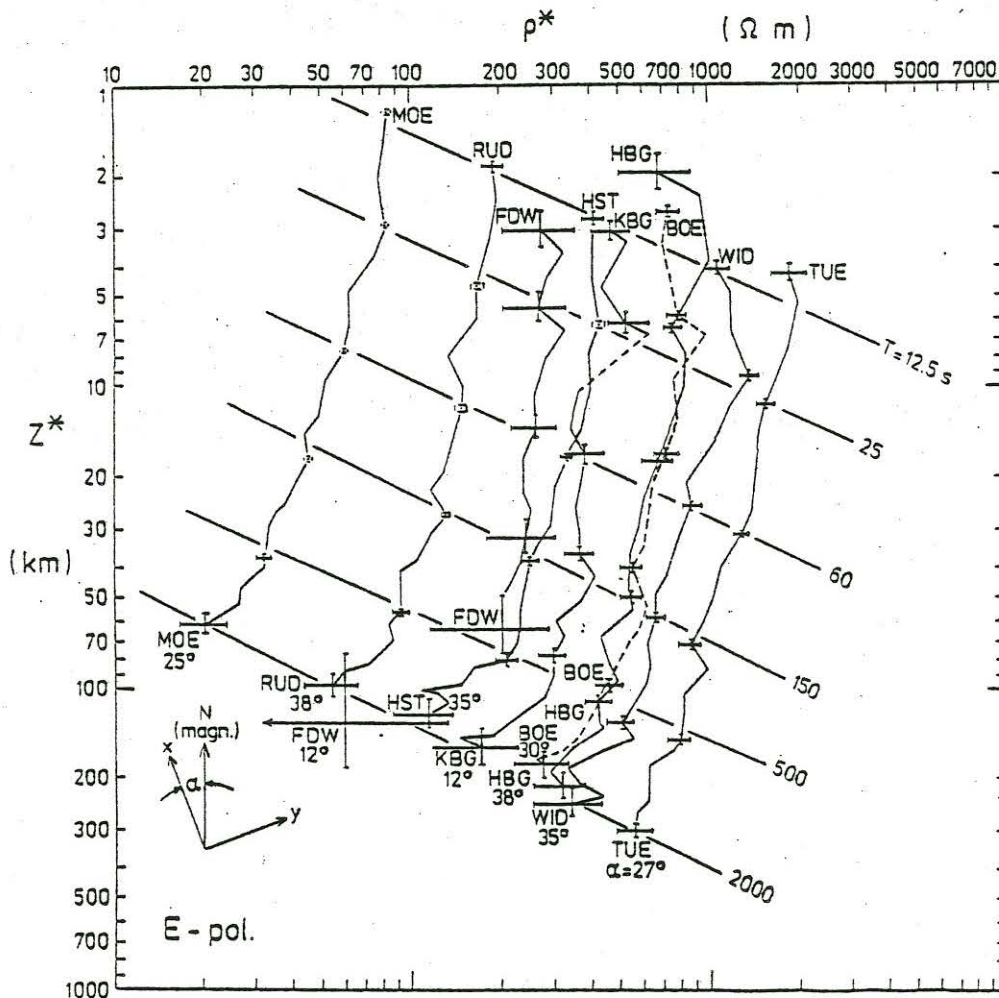 ρ* (Ω m)
10 20 50 70 100 200 300 500 700 1000 2000 3000 5000 7000
1
MOE
RUD
HBG
2
HST
FDW
KBG
BOE
3
WID
TUE
5
7
T=12.5 s
10
Z*
25
20
30
(km)
60
50
FDW
MOE
25°
70
BOE
150
100
RUD
38°
HST
35°
HBG
FDW
12°
KBG
12°
BOE
30°
500
N
(magn.)
x
α
y
200
HBG
38°
WID
35°
300
TUE
α=27°
2000
500
E-pol.
700
1000